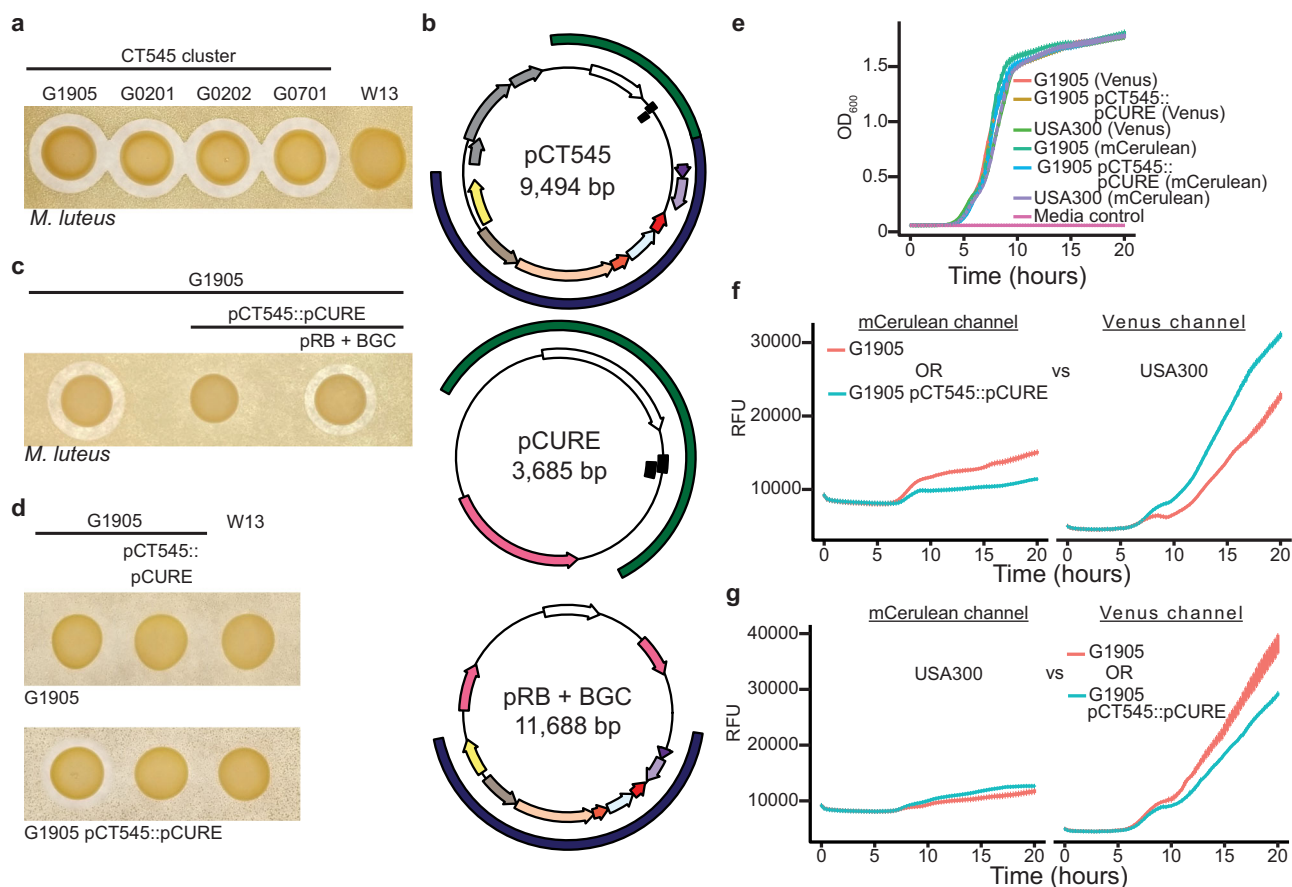 a
CT545 cluster
G1905 G0201 G0202 G0701 W13
M. luteus
b
pCT545
9,494 bp
pCURE
3,685 bp
pRB + BGC
11,688 bp
c
G1905
pCT545::pCURE
pRB + BGC
M. luteus
d
G1905 W13
pCT545::
pCURE
G1905
G1905 pCT545::pCURE
e
OD600
1.5
1.0
0.5
0
0 5 10 15 20
Time (hours)
G1905 (Venus)
G1905 pCT545::
pCURE (Venus)
USA300 (Venus)
G1905 (mCerulean)
G1905 pCT545::
pCURE (mCerulean)
USA300 (mCerulean)
Media control
f
mCerulean channel Venus channel
G1905
OR vs USA300
G1905 pCT545::pCURE
RFU
30000
20000
10000
0 5 10 15 20 0 5 10 15 20
Time (hours)
g
mCerulean channel Venus channel
USA300 vs
G1905
OR
G1905
pCT545::pCURE
RFU
40000
30000
20000
10000
0 5 10 15 20 0 5 10 15 20
Time (hours)